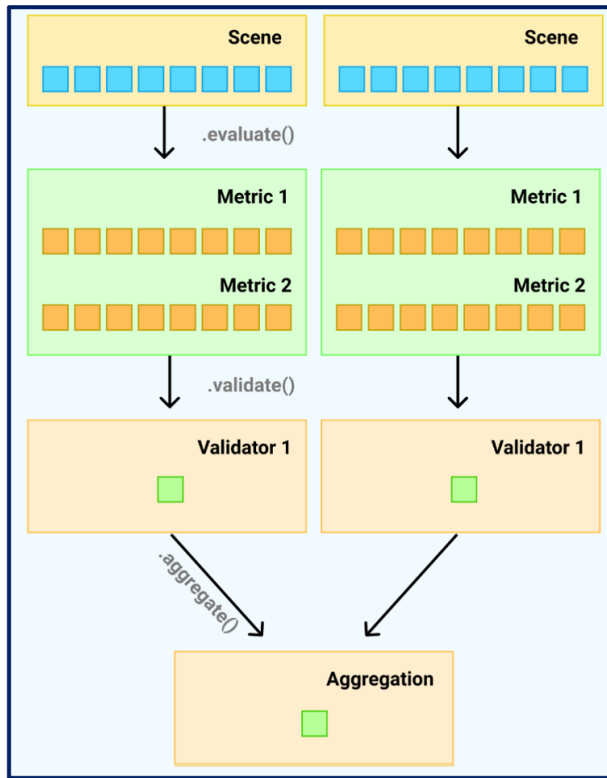 Scene
Scene
.evaluate()
Metric 1
Metric 1
Metric 2
Metric 2
.validate()
Validator 1
Validator 1
.aggregate()
Aggregation